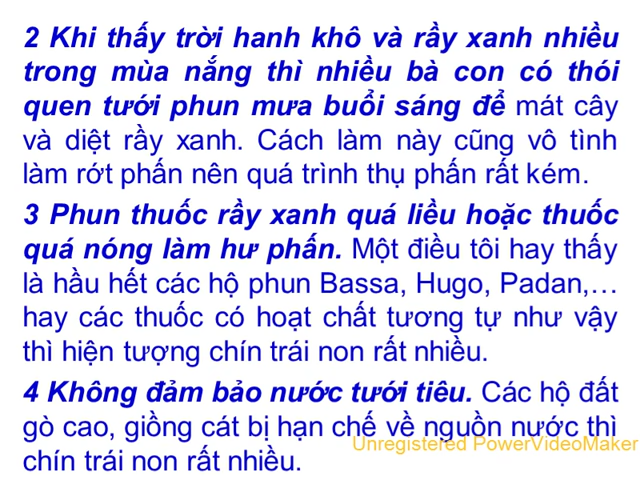 2 Khi thấy trời hanh khô và rầy xanh nhiều
trong mùa nắng thì nhiều bà con có thói
quen tưới phun mưa buổi sáng để mát cây
và diệt rầy xanh. Cách làm này cũng vô tình
làm rớt phấn nên quá trình thụ phấn rất kém.
3 Phun thuốc rầy xanh quá liều hoặc thuốc
quá nóng làm hư phấn. Một điều tôi hay thấy
là hầu hết các hộ phun Bassa, Hugo, Padan,…
hay các thuốc có hoạt chất tương tự như vậy
thì hiện tượng chín trái non rất nhiều.
4 Không đảm bảo nước tưới tiêu. Các hộ đất
gò cao, giồng cát bị hạn chế về nguồn nước thì
Unregistered PowerVideoMaker
chín trái non rất nhiều.